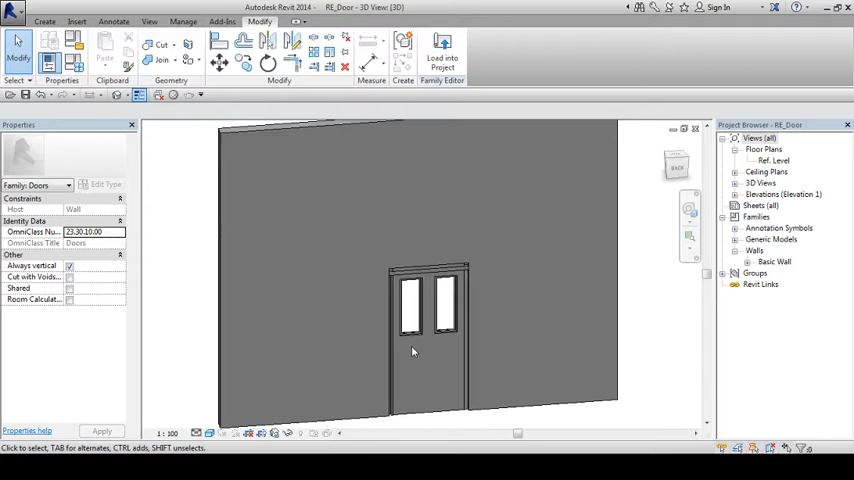 Autodesk Revit 2014 - RE_Door - 3D View: {3D}
Sign In
Create Insert Annotate View Manage Add-Ins Modify
Modify
Paste
Cut
Join
Load into
Project
Select Properties Clipboard Geometry Modify Measure Create Family Editor
Properties
Family: Doors
Edit Type
Constraints
Host Wall
Identity Data
OmniClass Nu... 23.30.10.00
OmniClass Title Doors
Other
Always vertical
Cut with Voids...
Shared
Room Calculat...
Properties help
Apply
BACK
Project Browser - RE_Door
Views (all)
Floor Plans
Ref. Level
Ceiling Plans
3D Views
Elevations (Elevation 1)
Sheets (all)
Families
Annotation Symbols
Generic Models
Walls
Basic Wall
Groups
Revit Links
1 : 100
Click to select, TAB for alternates, CTRL adds, SHIFT unselects.
:0